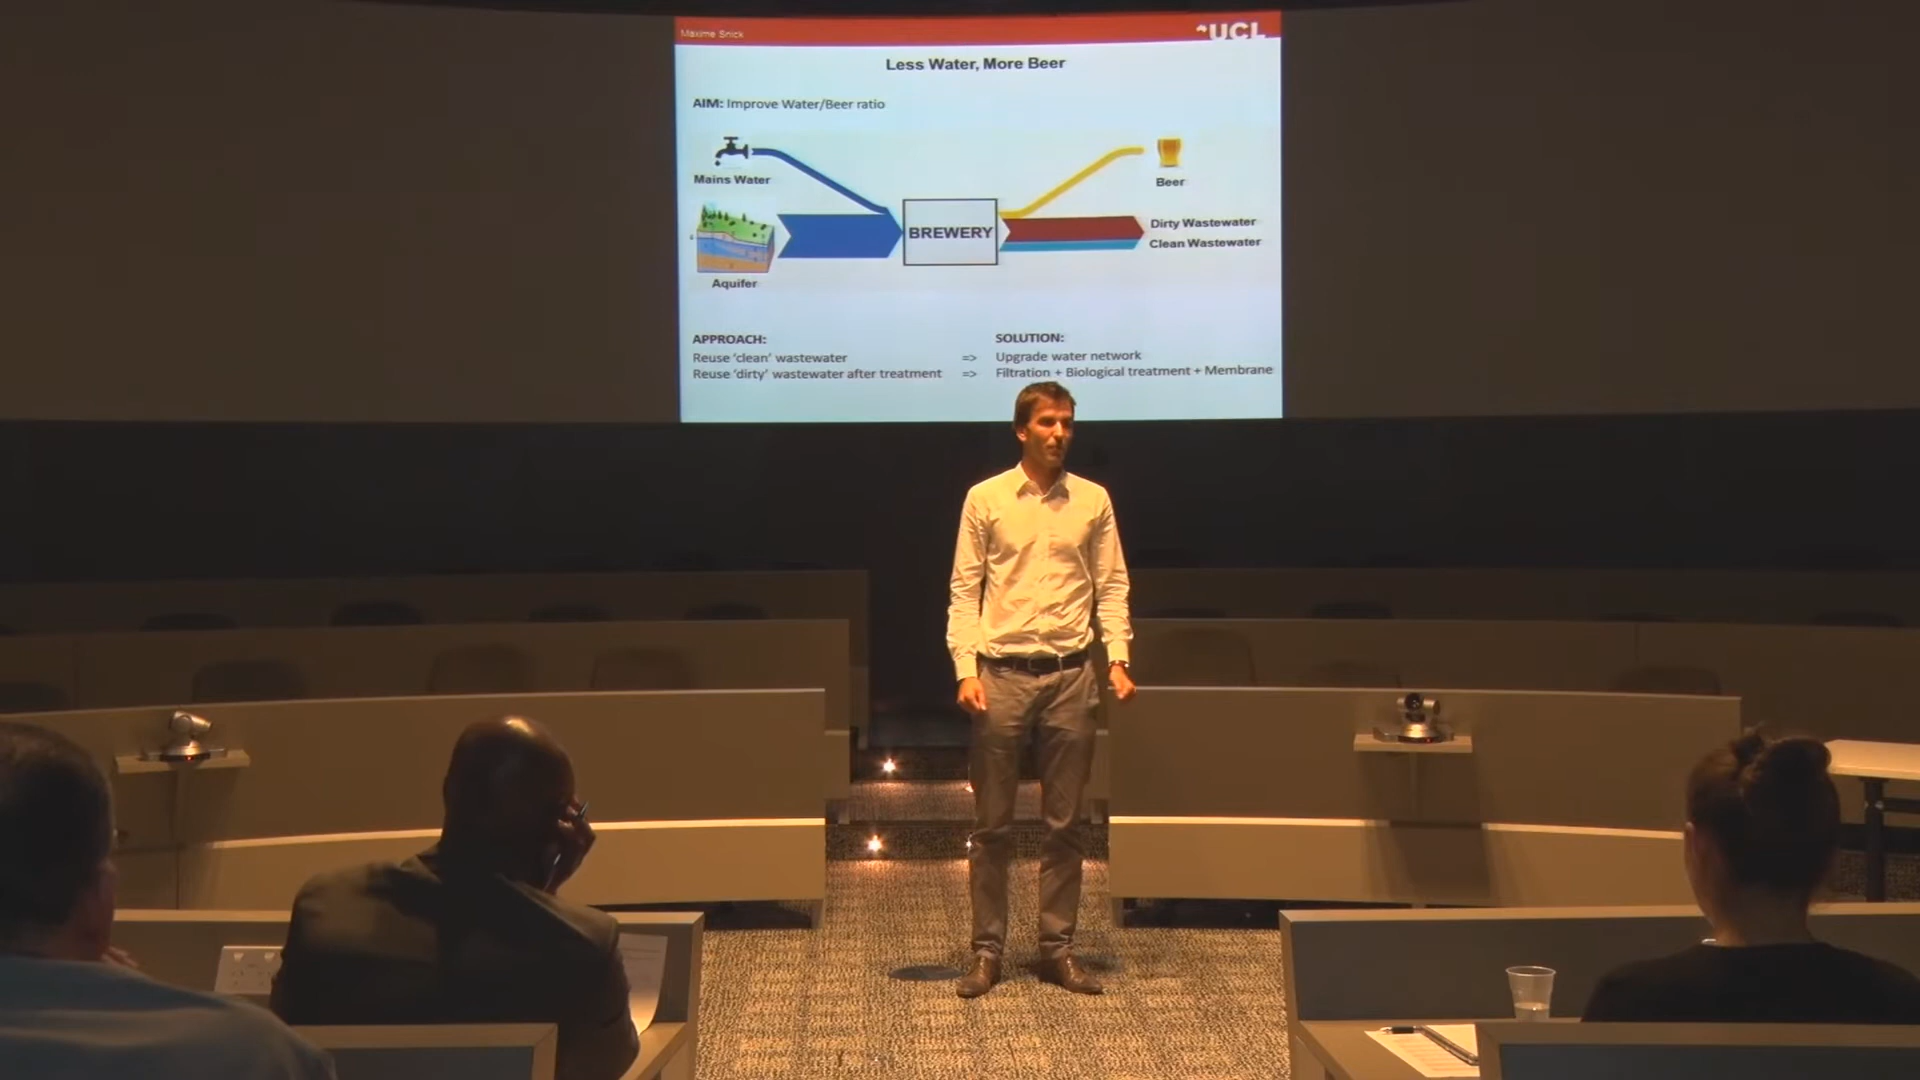 Maxime Snick
UCL
Less Water, More Beer
AIM: Improve Water/Beer ratio
Mains Water
Beer
BREWERY
Dirty Wastewater
Clean Wastewater
Aquifer
APPROACH:
Reuse 'clean' wastewater =>
Reuse 'dirty' wastewater after treatment =>
SOLUTION:
Upgrade water network
Filtration + Biological treatment + Membrane